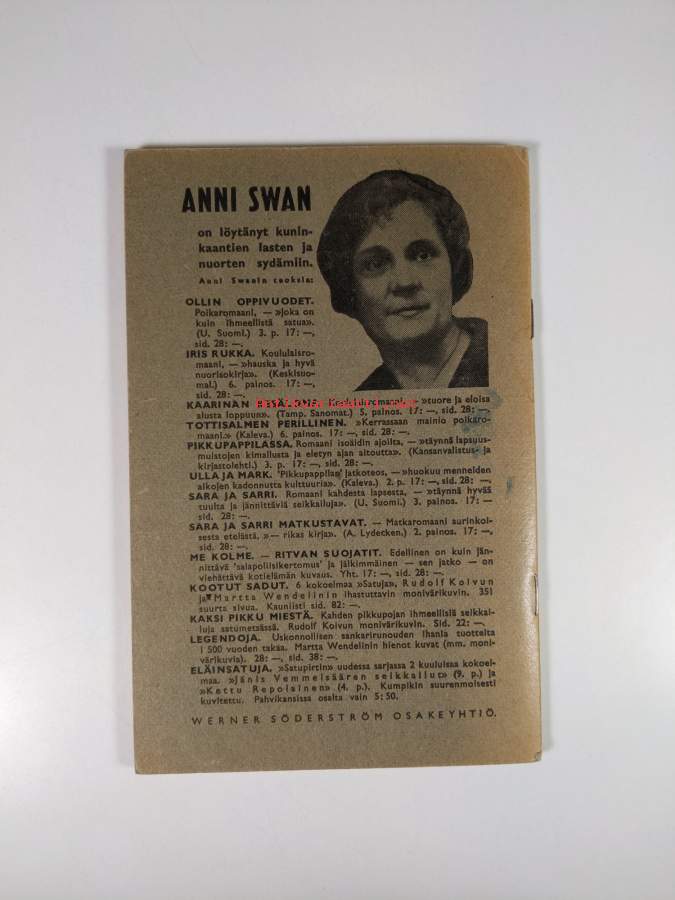 ANNI SWAN
on löytänyt kunin-
kaantien lasten ja
nuorten sydämiin.
Anni Swanin teoksia:
OLLIN OPPIVUODET.
Poikaromaani, — »Joka on
kuin ihmeellistä satua».
(U. Suomi.) 3. p. 17: —,
sid. 28: —.
IRIS RUKKA. Koululaisro-
maani, — »hauska ja hyvä
nuorisokirja». (Keskisuo-
mal.) 6. painos. 17: —,
sid. 28: —.
KAARINAN KESÄLOMA. — »tuore ja eloisa
alusta loppuun». (Tamp. Sanomat.) 5. painos. 17: —, sid. 28: —.
TOTTISALMEN PERILLINEN. »Kerrassaan mainio poikaro-
maani.» (Kaleva.) 6. painos. 17: —, sid. 28: —.
PIKKUPAPPILASSA. Romaani isoäidin ajoilta, — »täynnä lapsuus-
muistojen kimallusta ja eletyn ajan aitoutta». (Kansanvalistus- ja
kirjastolehti.) 3. p. 17: —, sid. 28: —.
ULLA JA MARK. 'Pikkupappilan' jatkoteos, — »huokuu menneiden
aikojen kadonnutta kulttuuria». (Kaleva.) 2. p. 17: —, sid. 28: —.
SARA JA SARRI. Romaani kahdesta lapsesta, — »täynnä hyvää
tuulta ja jännittäviä seikkailuja». (U. Suomi.) 3. painos. 17: —,
sid. 28: —.
SARA JA SARRI MATKUSTAVAT. — Matkaromaani aurinkoi-
sesta etelästä, »— rikas kirja». (A. Lydecken.) 2. painos. 17: —,
sid. 28: —.
ME KOLME. — RITVAN SUOJATIT. Edellinen on kuin jän-
nittävä 'salapoliisikertomus' ja jälkimmäinen — sen jatko — on
viehättävä kotielämän kuvaus. Yht. 17: —, sid. 28: —.
KOOTUT SADUT. 6 kokoelmaa »Satuja», Rudolf Koivun
ja Martta Wendelinin ihastuttavin monivärikuvin. 351
suurta sivua. Kauniisti sid. 82: —.
KAKSI PIKKU MIESTÄ. Kahden pikkupojan ihmeellisiä seikkai-
luja satumetsässä. Rudolf Koivun monivärikuvin. Sid. 22: —.
LEGENDOJA. Uskonnollisen sankarirunouden ihania tuotteita
1 500 vuoden takaa. Martta Wendelinin hienot kuvat (mm. moni-
värikuvia). 28: —, sid. 38: —.
ELÄINSATUJA. »Satupirtin» uudessa sarjassa 2 kuuluisaa kokoel-
maa. »Jänis Vemmelsäären seikkailut» (9. p.) ja
»Kettu Repolainen» (4. p.). Kumpikin suurenmoisesti
kuvitettu. Pahvikansissa osalta vain 5: 50.
WERNER SÖDERSTRÖM OSAKEYHTIÖ.